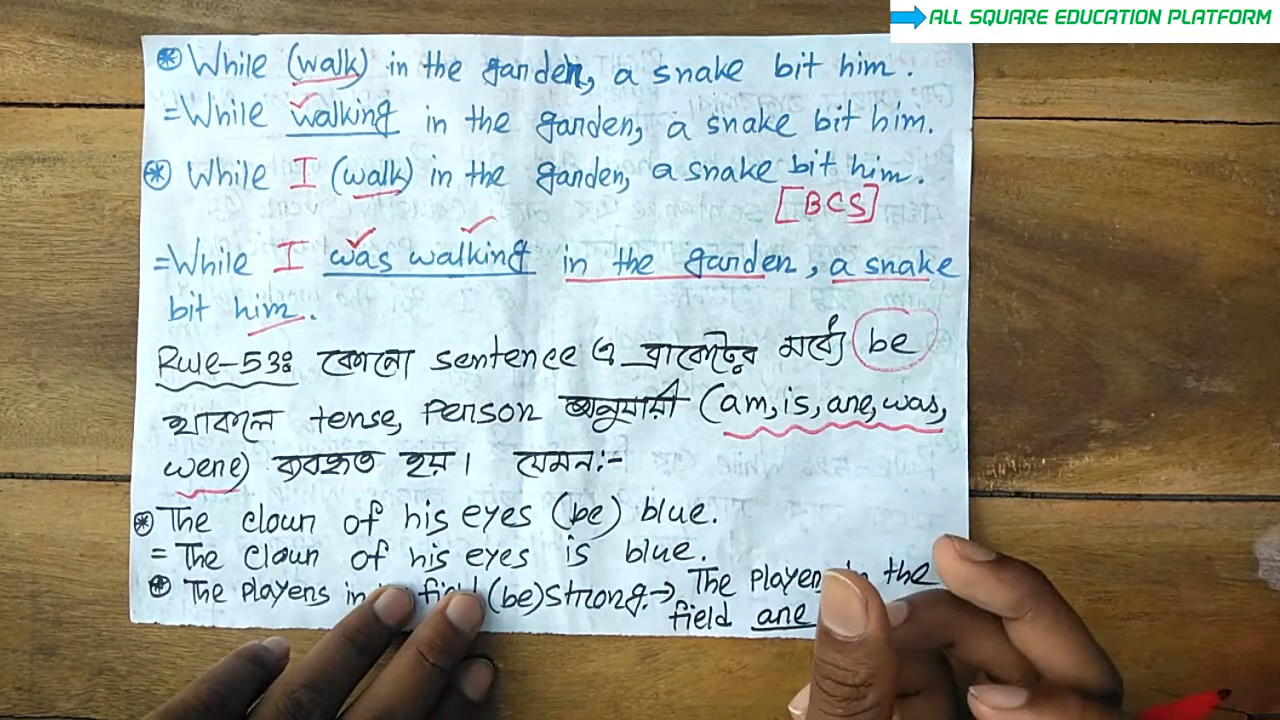 ALL SQUARE EDUCATION PLATFORM
* While (walk) in the garden, a snake bit him.
= While walking in the garden, a snake bit him.
* While I (walk) in the garden, a snake bit him.
[BCS]
= While I was walking in the garden, a snake
bit him.
Rule-53: কোনো sentence এ ব্রাকেটের মধ্যে be
থাকলে tense, Person অনুযায়ী (am, is, are, was,
were) ব্যবহৃত হয়। যেমন:-
* The clour of his eyes (be) blue.
= The clour of his eyes is blue.
* The players in field (be) strong. → The the
field are